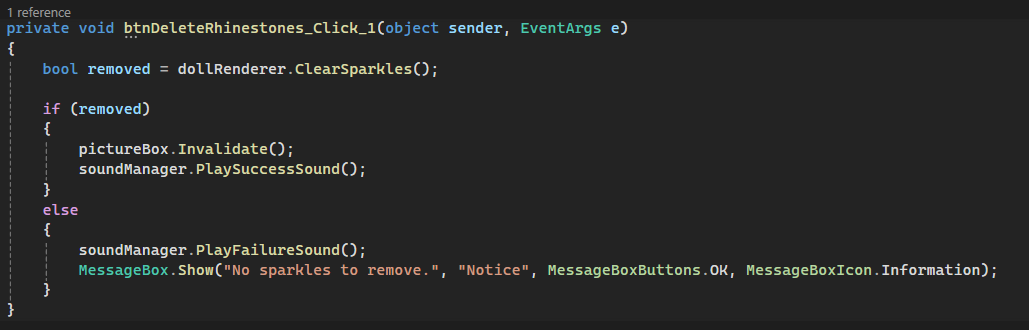 1 reference
private void btnDeleteRhinestones_Click_1(object sender, EventArgs e)
{
    bool removed = dollRenderer.ClearSparkles();

    if (removed)
    {
        pictureBox.Invalidate();
        soundManager.PlaySuccessSound();
    }
    else
    {
        soundManager.PlayFailureSound();
        MessageBox.Show("No sparkles to remove.", "Notice", MessageBoxButtons.OK, MessageBoxIcon.Information);
    }
}